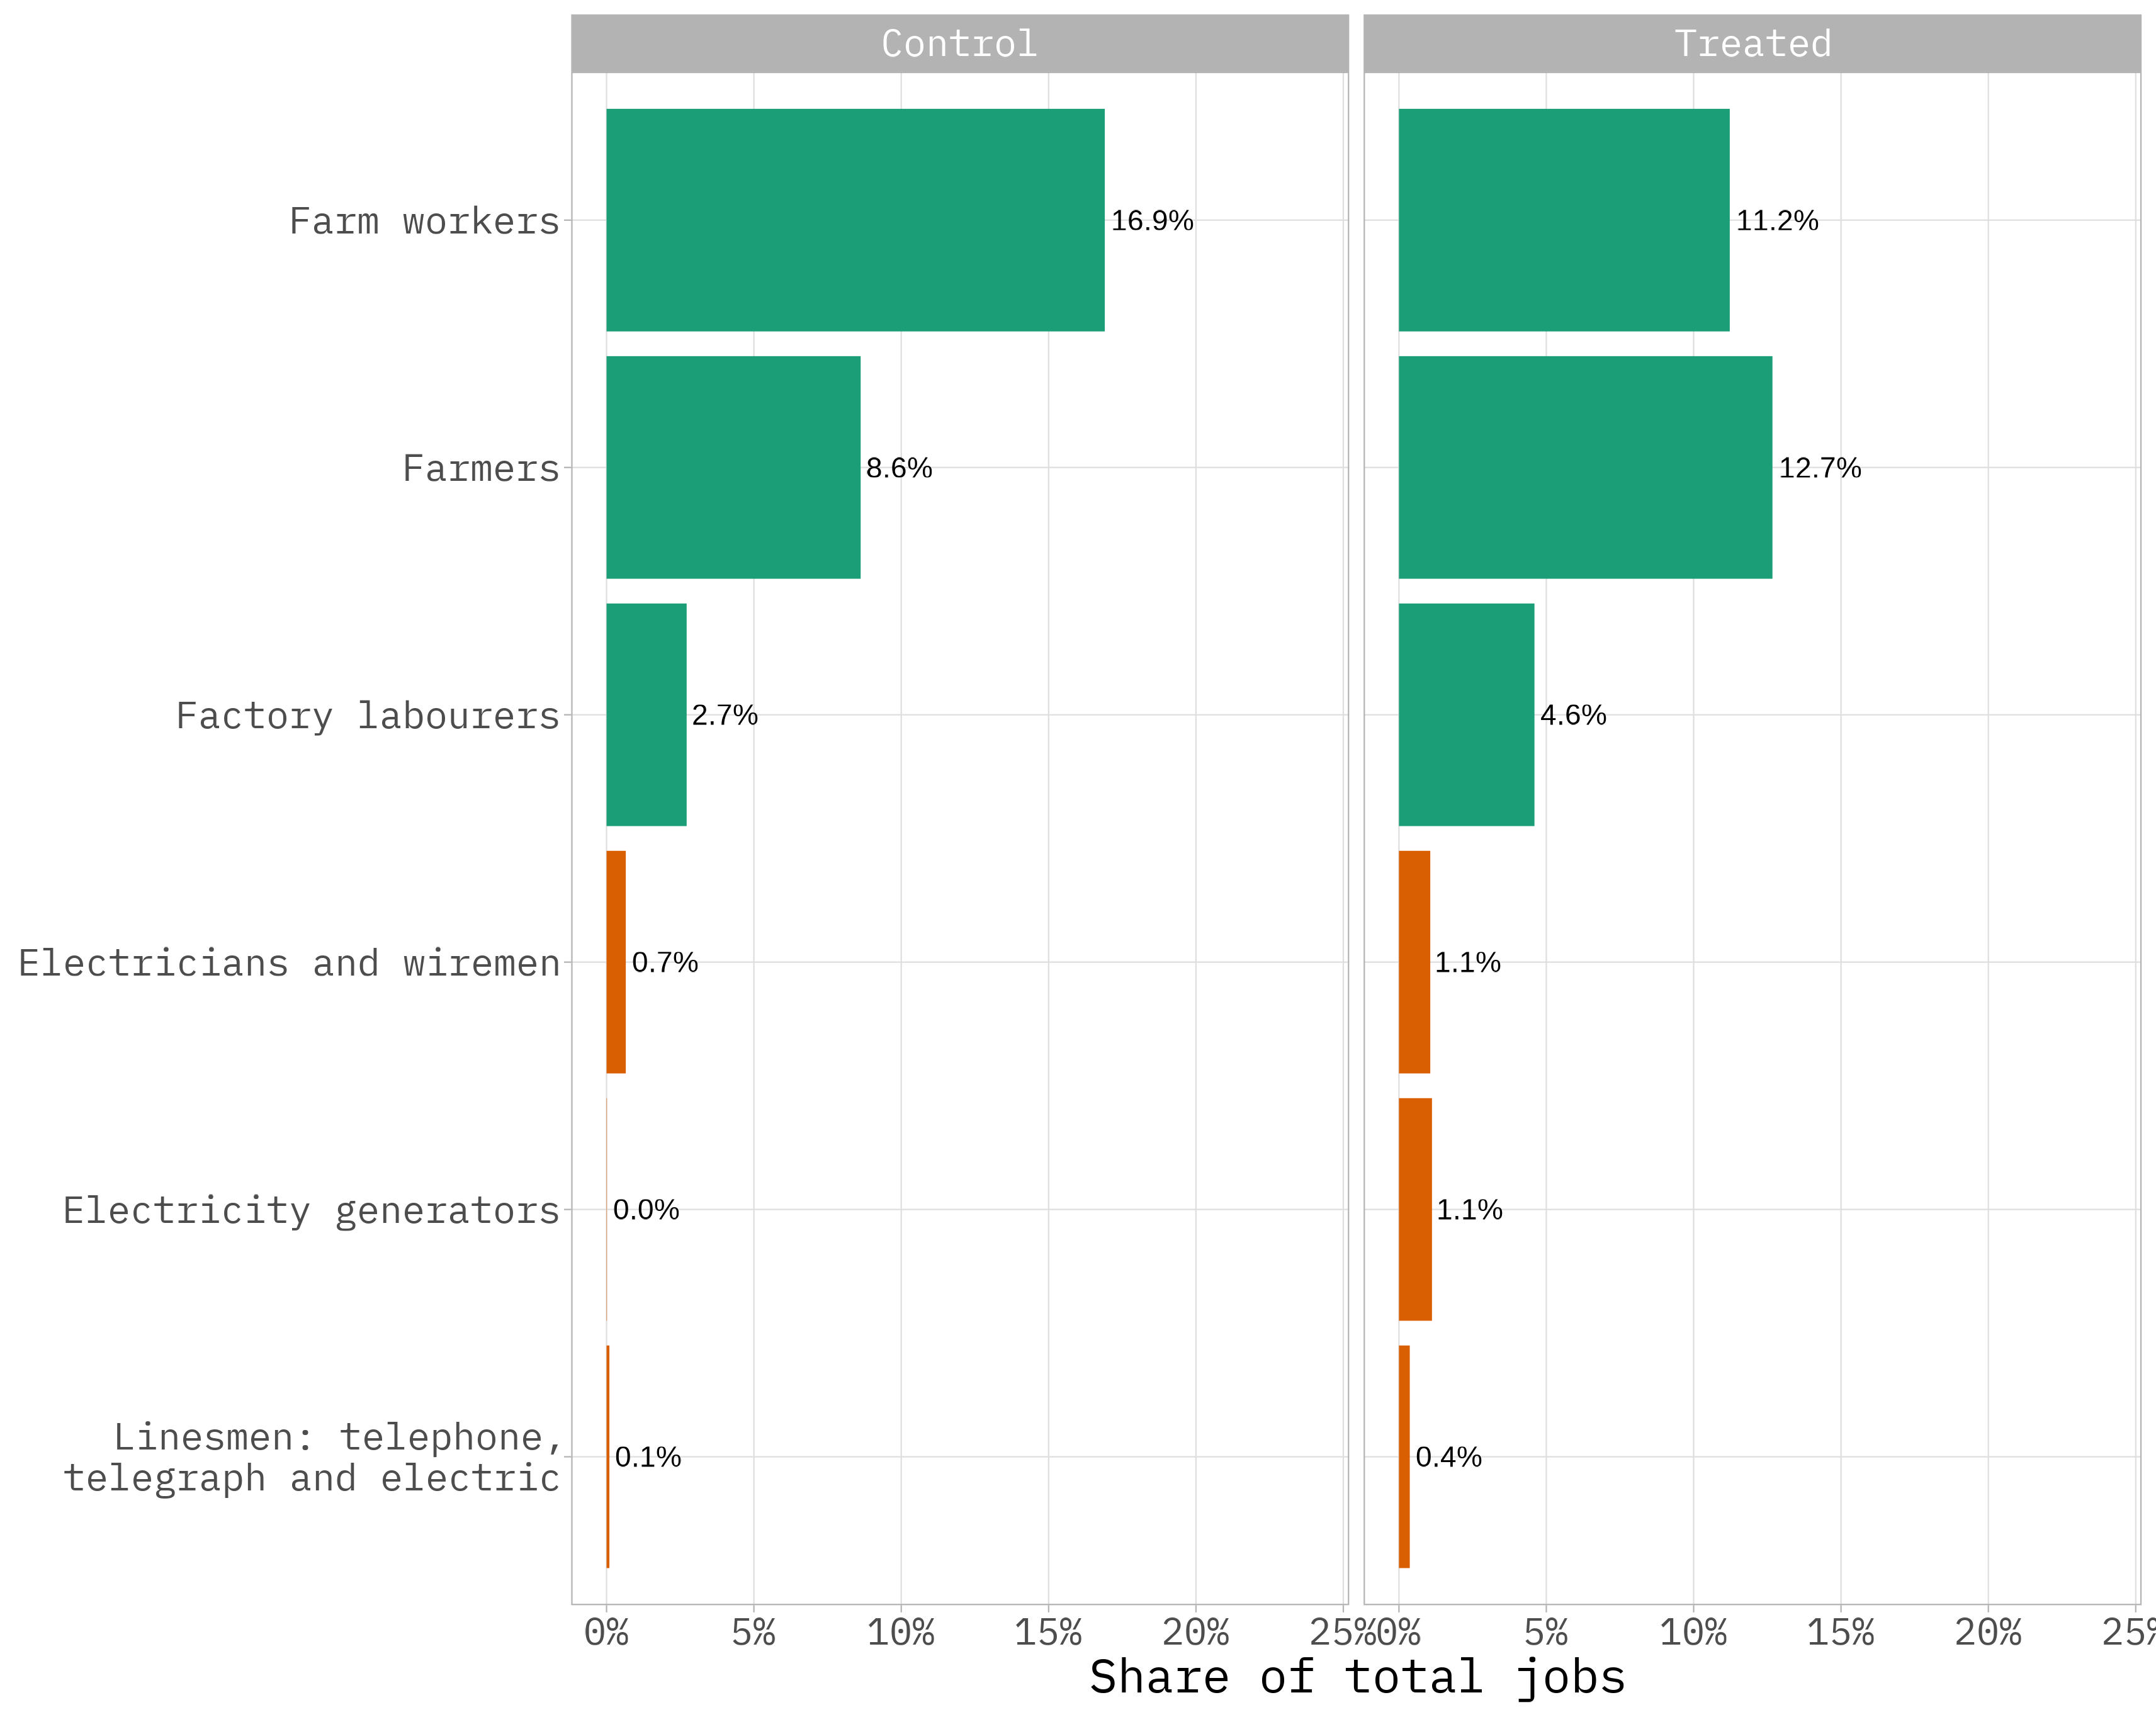 Control
Treated
Farm workers
16.9%
11.2%
Farmers
8.6%
12.7%
Factory labourers
2.7%
4.6%
Electricians and wiremen
0.7%
1.1%
Electricity generators
0.0%
1.1%
Linesmen: telephone,
telegraph and electric
0.1%
0.4%
0% 5% 10% 15% 20% 25%
0% 5% 10% 15% 20% 25%
Share of total jobs